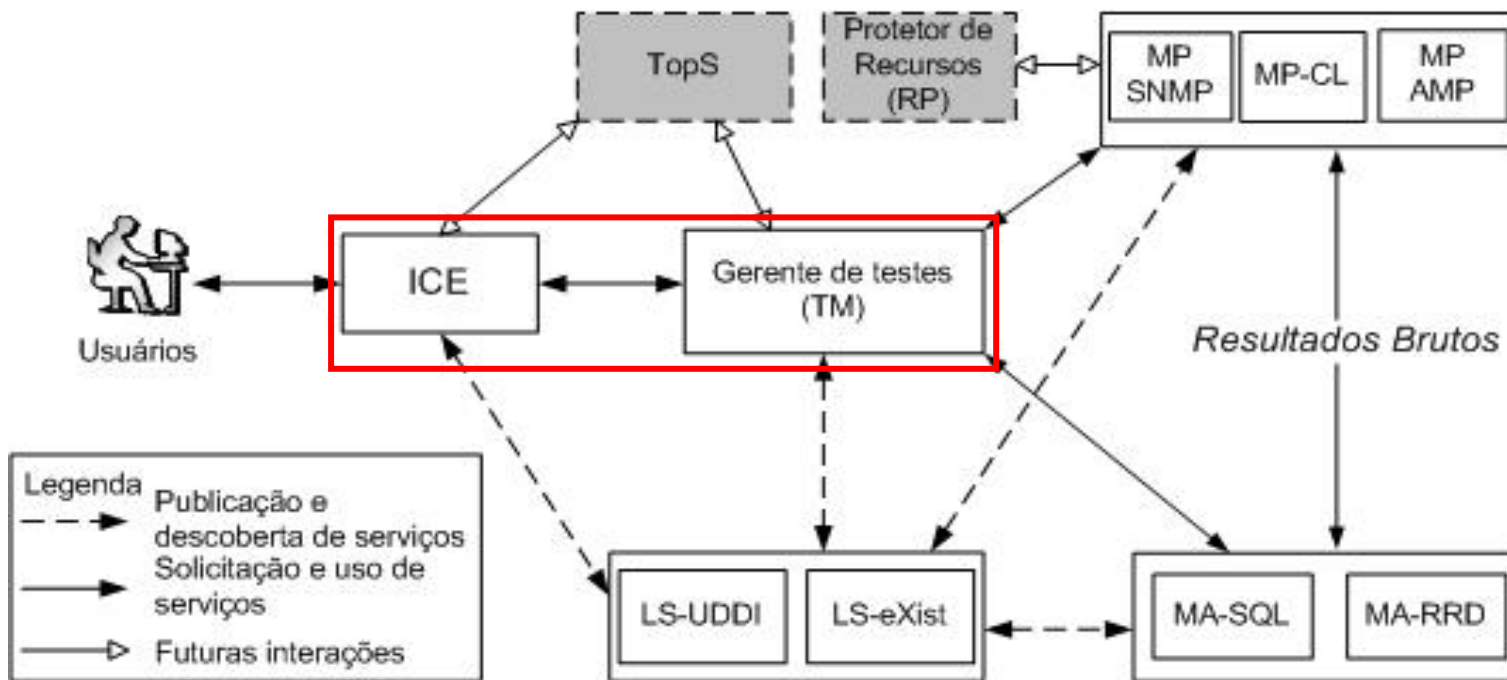 TopS
Protetor de
Recursos
(RP)
MP
SNMP
MP-CL
MP
AMP
Usuários
ICE
Gerente de testes
(TM)
Resultados Brutos
Legenda
Publicação e
descoberta de serviços
Solicitação e uso de
serviços
Futuras interações
LS-UDDI
LS-eXist
MA-SQL
MA-RRD